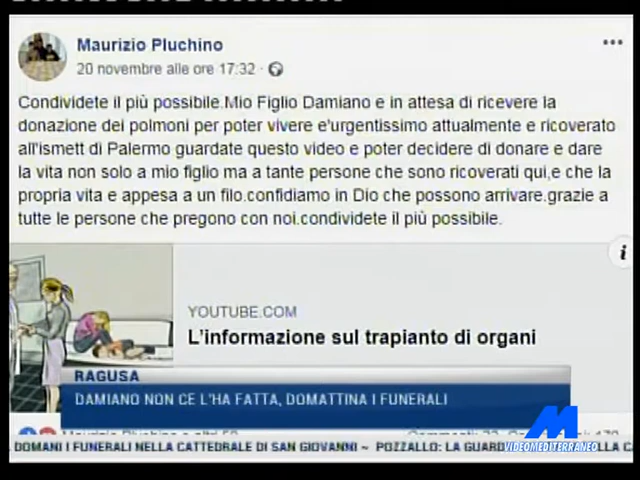 Maurizio Pluchino
20 novembre alle ore 17:32 ·
Condividete il più possibile.Mio Figlio Damiano e in attesa di ricevere la
donazione dei polmoni per poter vivere e'urgentissimo attualmente e ricoverato
all'ismett di Palermo guardate questo video e poter decidere di donare e dare
la vita non solo a mio figlio ma a tante persone che sono ricoverati qui,e che la
propria vita e appesa a un filo.confidiamo in Dio che possono arrivare.grazie a
tutte le persone che pregono con noi.condividete il più possibile.
i
YOUTUBE.COM
L'informazione sul trapianto di organi
RAGUSA
DAMIANO NON CE L'HA FATTA, DOMATTINA I FUNERALI
Maurizio Pluchino e altri 50
VIDEOMEDITERRANEO
DOMANI I FUNERALI NELLA CATTEDRALE DI SAN GIOVANNI ~ POZZALLO: LA GUARD